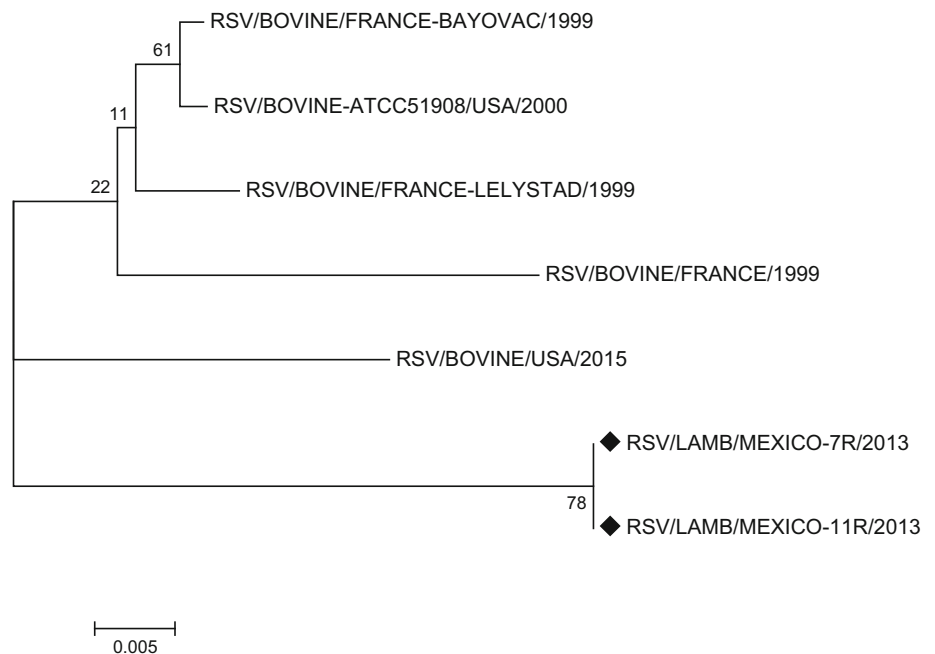 RSV/BOVINE/FRANCE-BAYOVAC/1999
61
RSV/BOVINE-ATCC51908/USA/2000
11
RSV/BOVINE/FRANCE-LELYSTAD/1999
22
RSV/BOVINE/FRANCE/1999
RSV/BOVINE/USA/2015
RSV/LAMB/MEXICO-7R/2013
78
RSV/LAMB/MEXICO-11R/2013
0.005